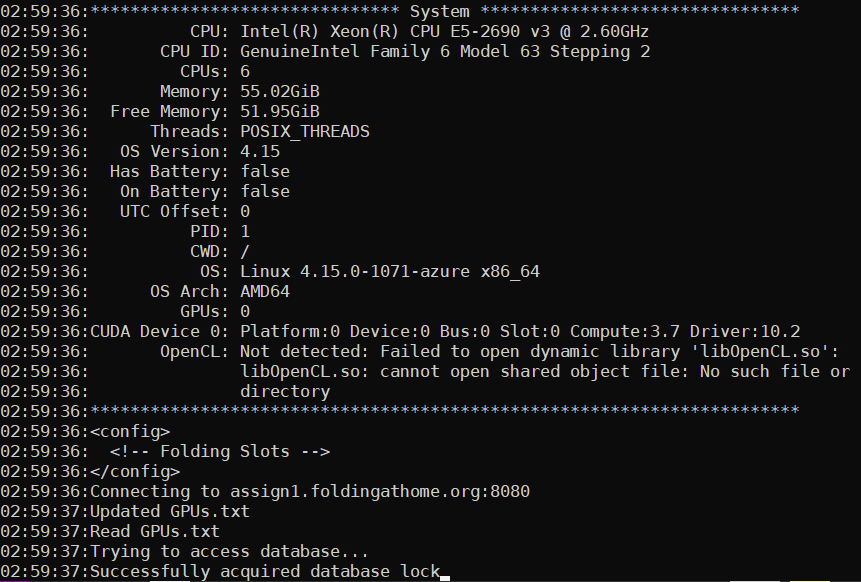 02:59:36:******************************* System ********************************
02:59:36:          CPU: Intel(R) Xeon(R) CPU E5-2690 v3 @ 2.60GHz
02:59:36:       CPU ID: GenuineIntel Family 6 Model 63 Stepping 2
02:59:36:         CPUs: 6
02:59:36:       Memory: 55.02GiB
02:59:36:  Free Memory: 51.95GiB
02:59:36:      Threads: POSIX_THREADS
02:59:36:   OS Version: 4.15
02:59:36:  Has Battery: false
02:59:36:   On Battery: false
02:59:36:   UTC Offset: 0
02:59:36:          PID: 1
02:59:36:          CWD: /
02:59:36:           OS: Linux 4.15.0-1071-azure x86_64
02:59:36:      OS Arch: AMD64
02:59:36:         GPUs: 0
02:59:36:CUDA Device 0: Platform:0 Device:0 Bus:0 Slot:0 Compute:3.7 Driver:10.2
02:59:36:       OpenCL: Not detected: Failed to open dynamic library 'libOpenCL.so':
02:59:36:               libOpenCL.so: cannot open shared object file: No such file or
02:59:36:               directory
02:59:36:***********************************************************************
02:59:36:<config>
02:59:36:  <!-- Folding Slots -->
02:59:36:</config>
02:59:36:Connecting to assign1.foldingathome.org:8080
02:59:37:Updated GPUs.txt
02:59:37:Read GPUs.txt
02:59:37:Trying to access database...
02:59:37:Successfully acquired database lock